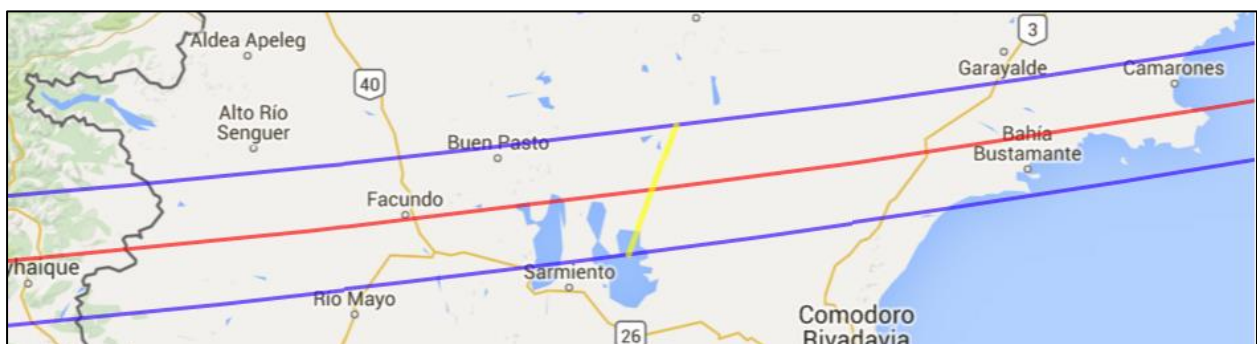 Aldea Apeleg
3
Garayalde
Camarones
40
Alto Río
Senguer
Buen Pasto
Bahía
Bustamante
Facundo
yhaique
Sarmiento
Río Mayo
Comodoro
Rivadavia
26